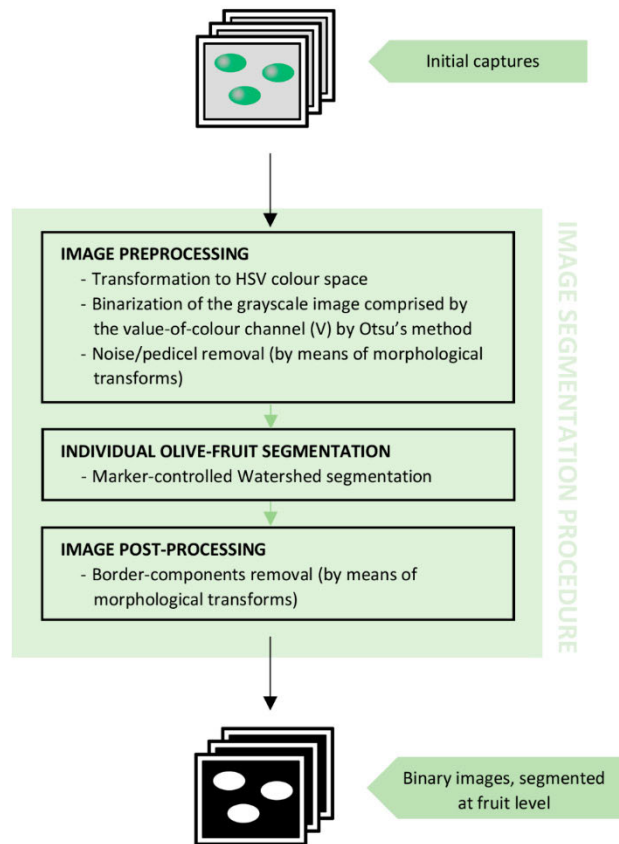 Initial captures
IMAGE SEGMENTATION PROCEDURE
IMAGE PREPROCESSING
- Transformation to HSV colour space
- Binarization of the grayscale image comprised by
the value-of-colour channel (V) by Otsu's method
- Noise/pedicel removal (by means of morphological
transforms)
INDIVIDUAL OLIVE-FRUIT SEGMENTATION
- Marker-controlled Watershed segmentation
IMAGE POST-PROCESSING
- Border-components removal (by means of
morphological transforms)
Binary images, segmented
at fruit level